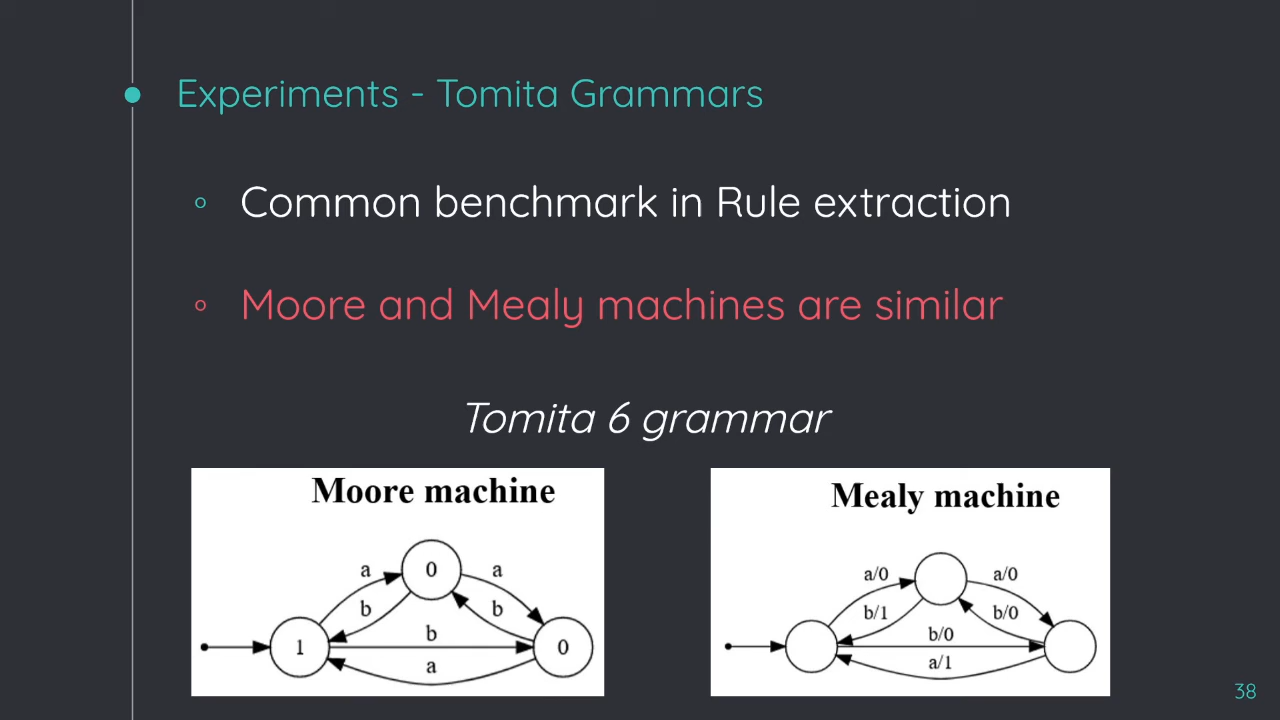 Experiments - Tomita Grammars
Common benchmark in Rule extraction
Moore and Mealy machines are similar
Tomita 6 grammar
Moore machine
a
0
a
b
b
b
1
0
a
Mealy machine
a/0
a/0
b/1
b/0
b/0
a/1
38